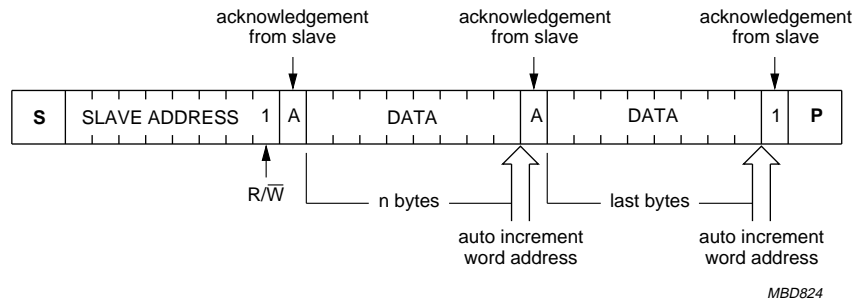 acknowledgement acknowledgement acknowledgement
from slave from slave from slave
S SLAVE ADDRESS 1 A DATA A DATA 1 P
R/W̅
n bytes last bytes
auto increment auto increment
word address word address
MBD824